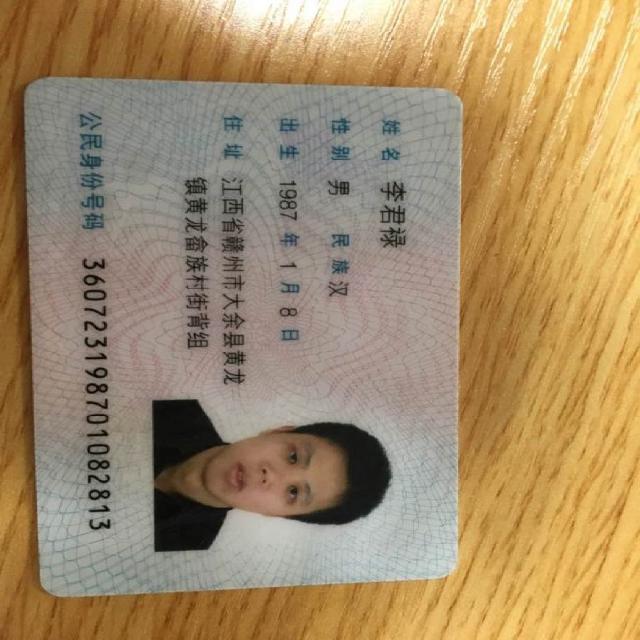 姓名 李君禄
性别 男 民族 汉
出生 1987 年 1 月 8 日
住址 江西省赣州市大余县黄龙
镇黄龙畲族村街背组
公民身份号码 360723198701082813